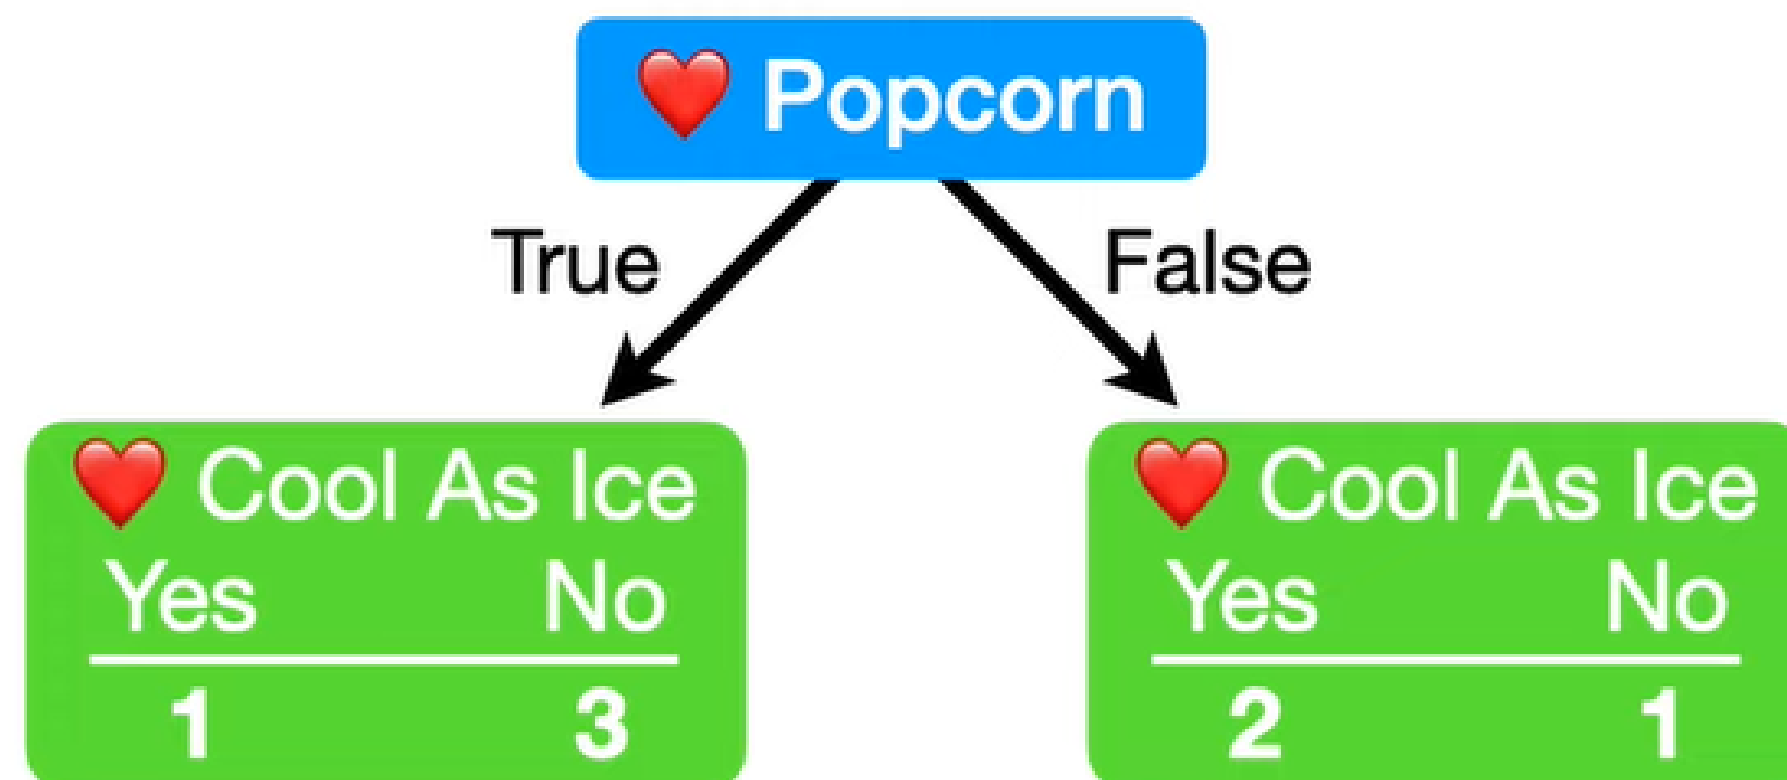 ❤️ Popcorn
True
False
❤️ Cool As Ice
Yes No
1 3
❤️ Cool As Ice
Yes No
2 1